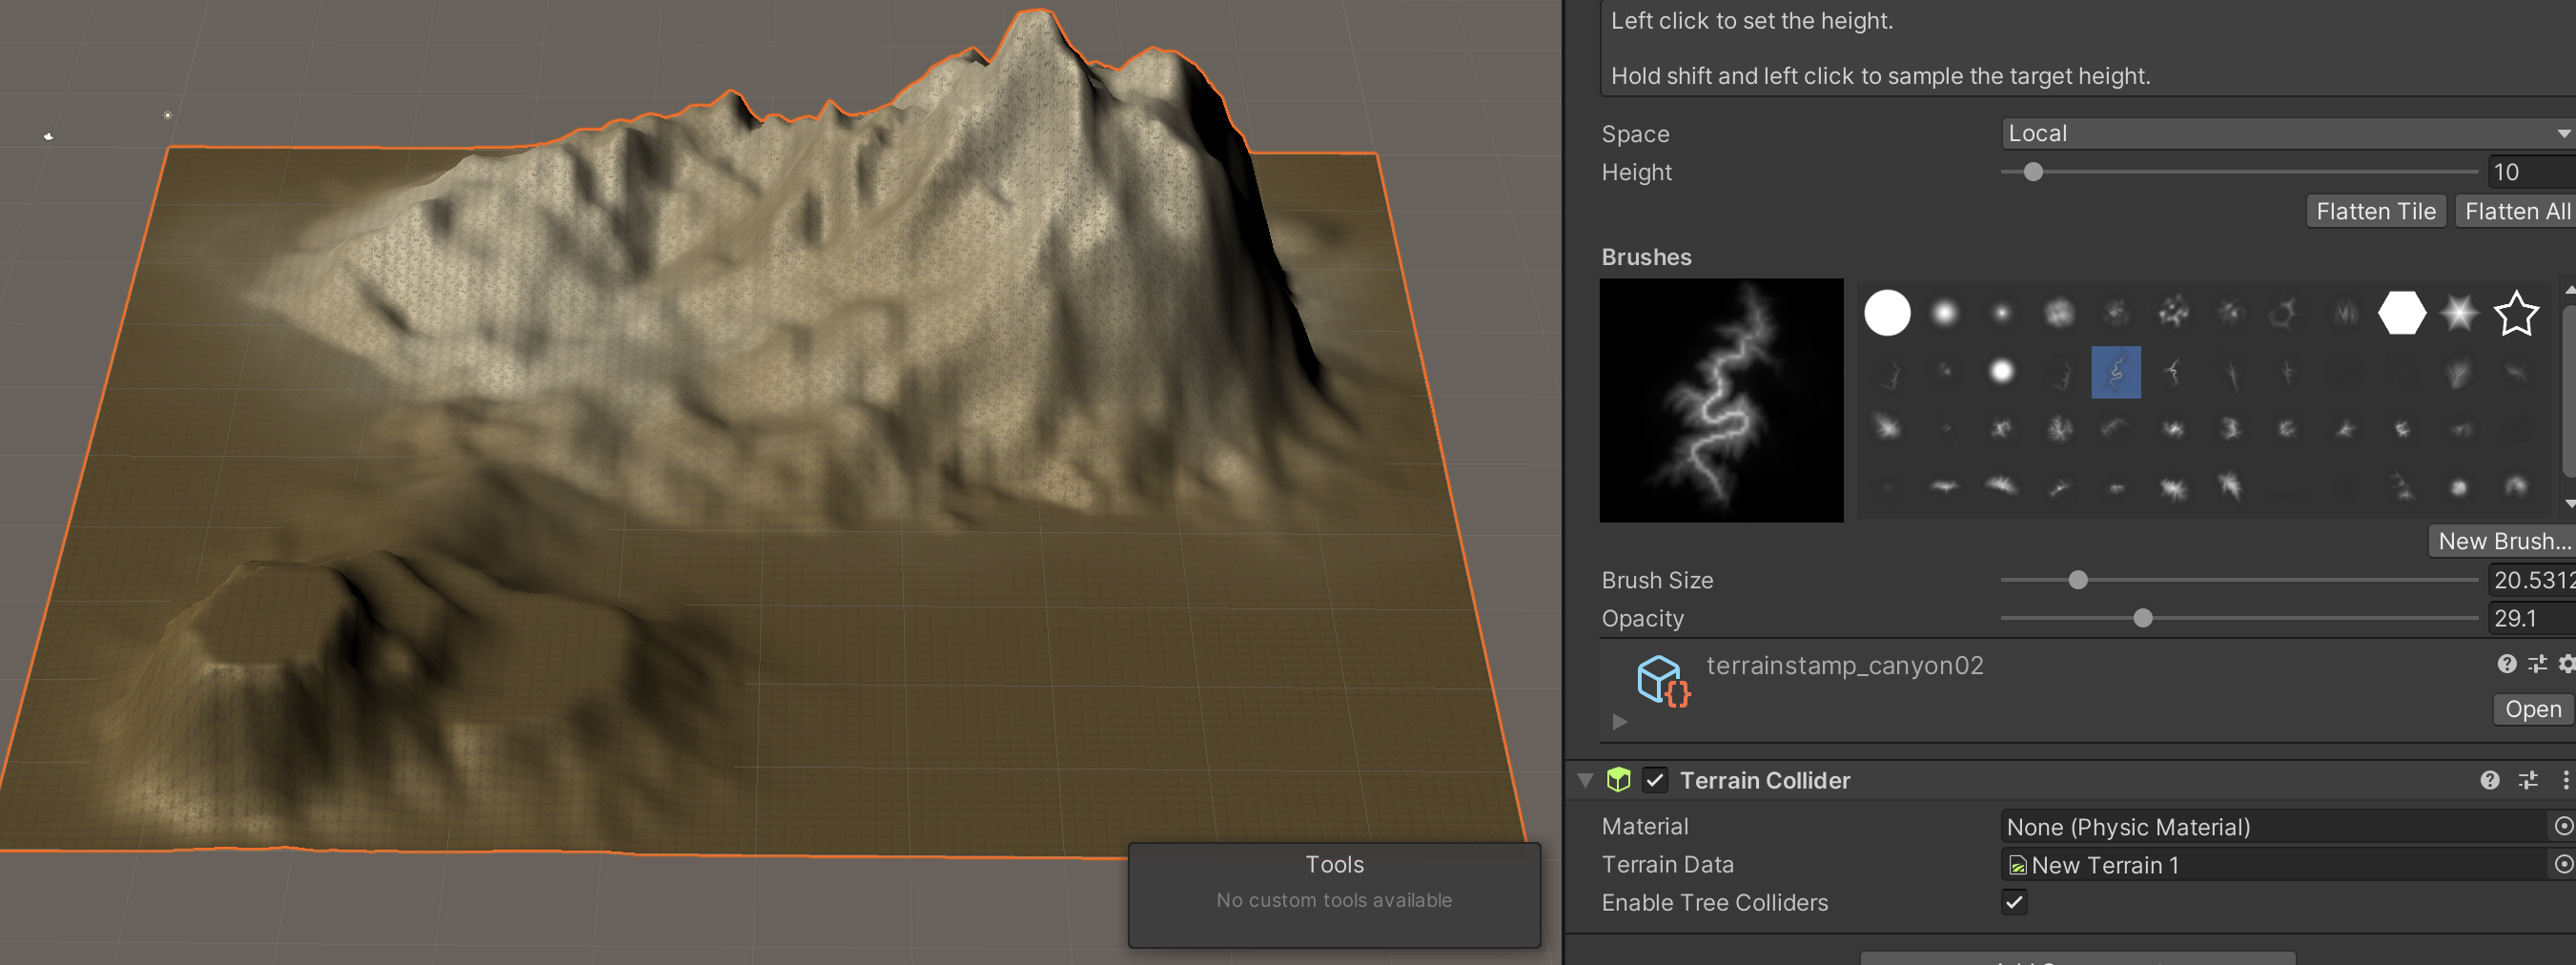 Left click to set the height.
Hold shift and left click to sample the target height.
Space
Local
Height
10
Flatten Tile
Flatten All
Brushes
New Brush...
Brush Size
20.5312
Opacity
29.1
terrainstamp_canyon02
Open
Terrain Collider
Material
None (Physic Material)
Terrain Data
New Terrain 1
Enable Tree Colliders
Tools
No custom tools available